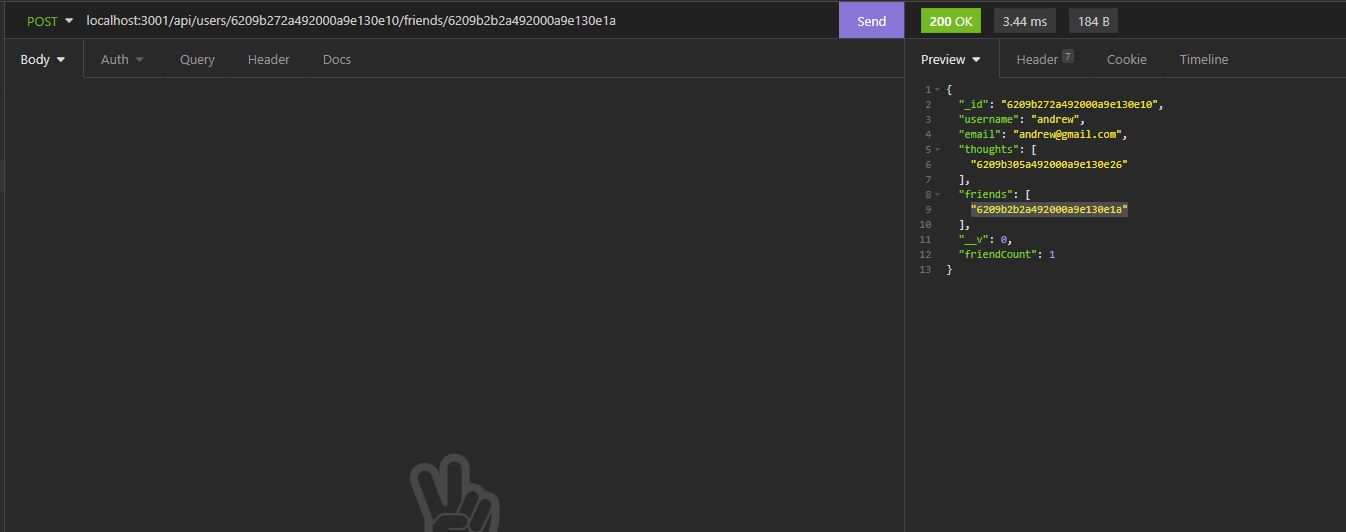 POST localhost:3001/api/users/6209b272a492000a9e130e10/friends/6209b2b2a492000a9e130e1a Send 200 OK 3.44 ms 184 B
Body Auth Query Header Docs Preview Header 7 Cookie Timeline
1 {
2 "_id": "6209b272a492000a9e130e10",
3 "username": "andrew",
4 "email": "andrew@gmail.com",
5 "thoughts": [
6 "6209b305a492000a9e130e26"
7 ],
8 "friends": [
9 "6209b2b2a492000a9e130e1a"
10 ],
11 "__v": 0,
12 "friendCount": 1
13 }